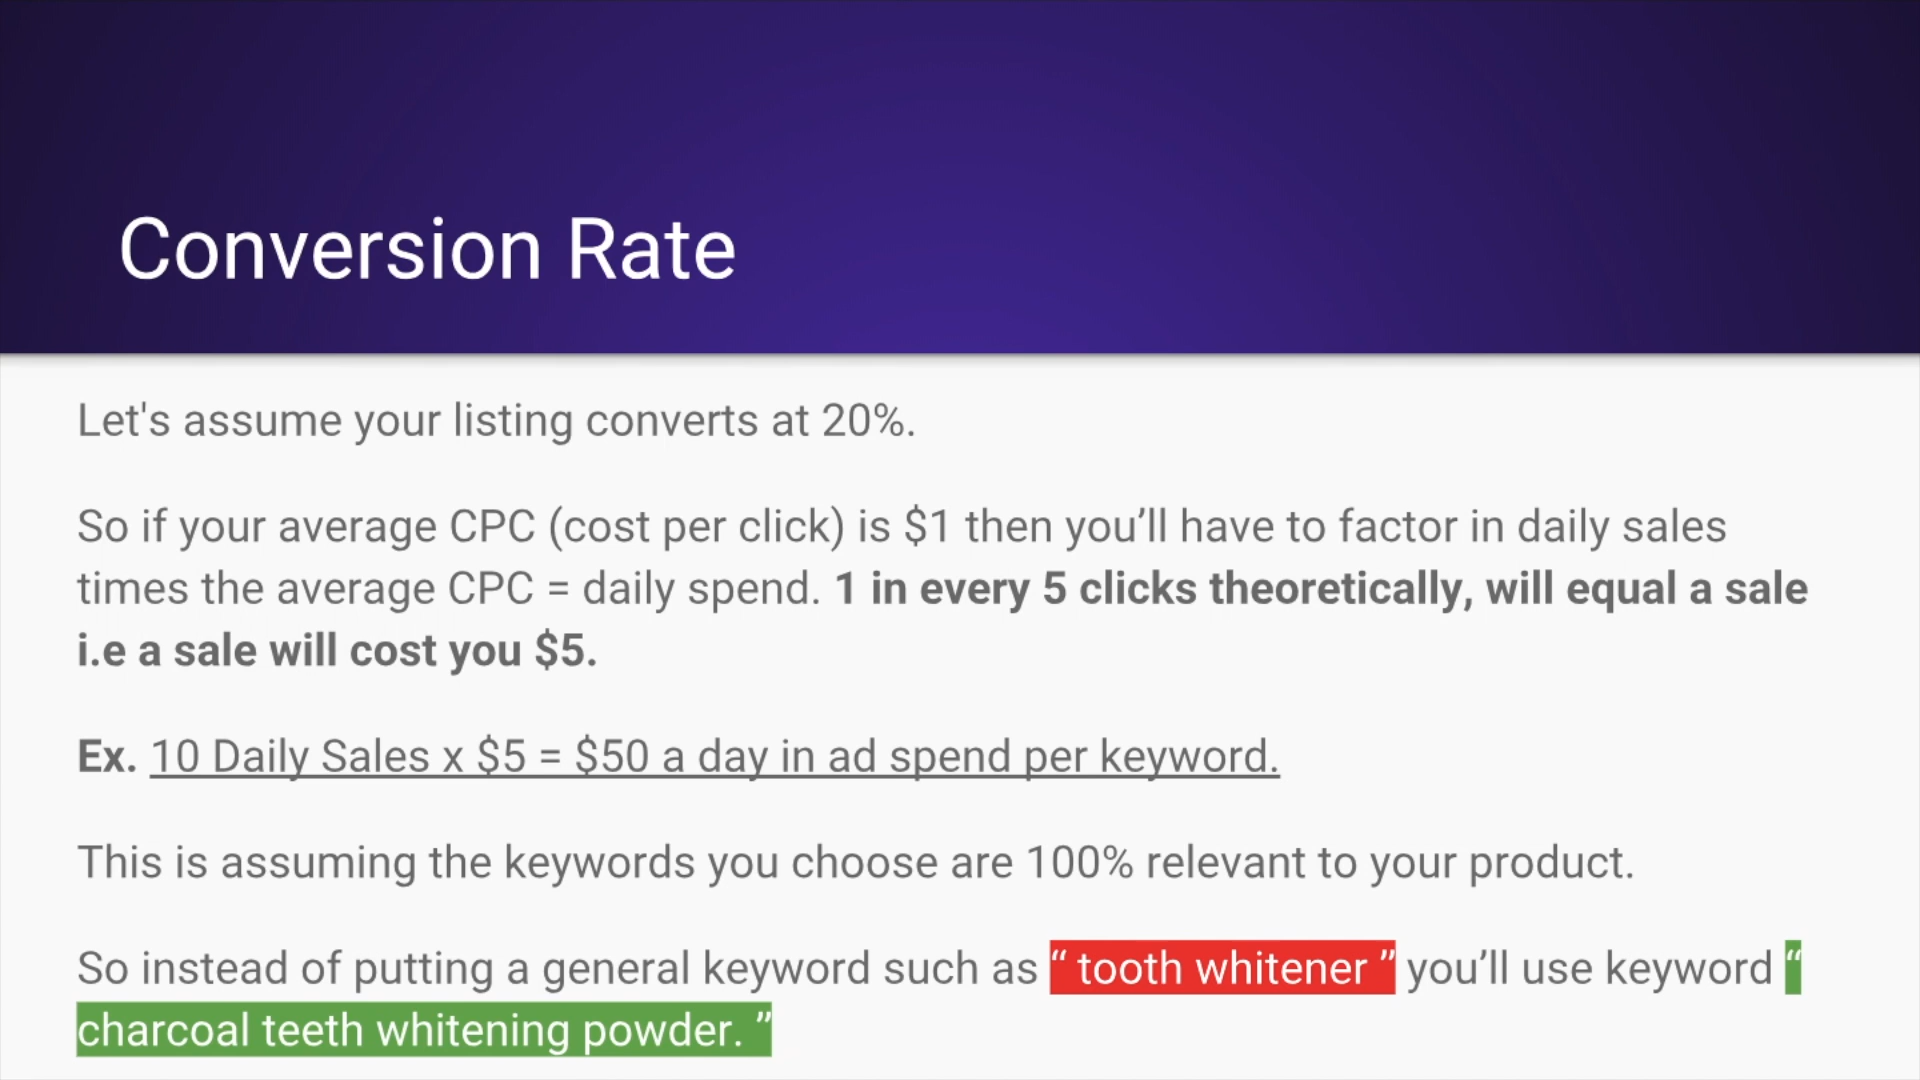 Conversion Rate
Let's assume your listing converts at 20%.
So if your average CPC (cost per click) is $1 then you’ll have to factor in daily sales
times the average CPC = daily spend. 1 in every 5 clicks theoretically, will equal a sale
i.e a sale will cost you $5.
Ex. 10 Daily Sales x $5 = $50 a day in ad spend per keyword.
This is assuming the keywords you choose are 100% relevant to your product.
So instead of putting a general keyword such as “ tooth whitener ” you’ll use keyword “
charcoal teeth whitening powder. ”